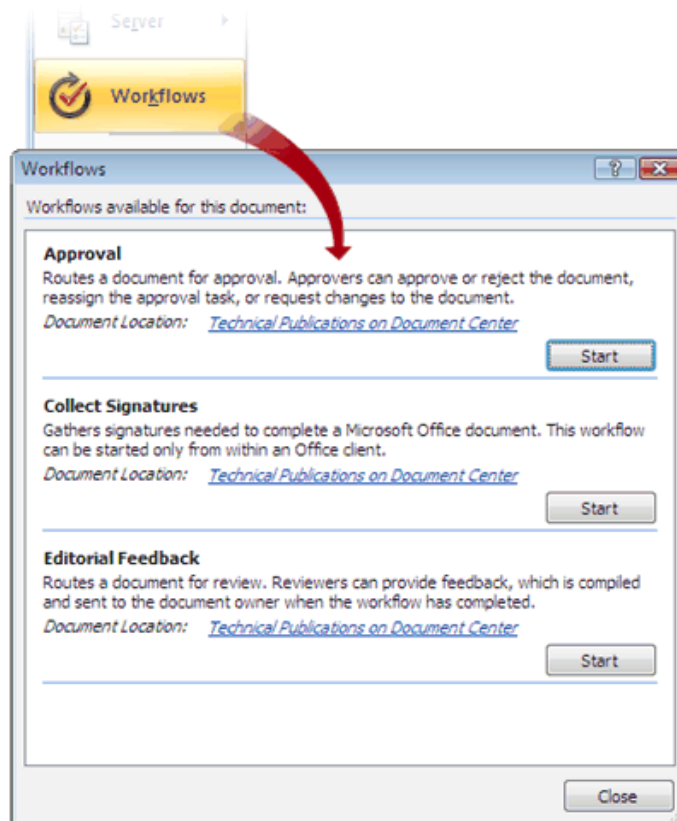 Server
Workflows
Workflows
Workflows available for this document:
Approval
Routes a document for approval. Approvers can approve or reject the document,
reassign the approval task, or request changes to the document.
Document Location: Technical Publications on Document Center
Start
Collect Signatures
Gathers signatures needed to complete a Microsoft Office document. This workflow
can be started only from within an Office client.
Document Location: Technical Publications on Document Center
Start
Editorial Feedback
Routes a document for review. Reviewers can provide feedback, which is compiled
and sent to the document owner when the workflow has completed.
Document Location: Technical Publications on Document Center
Start
Close